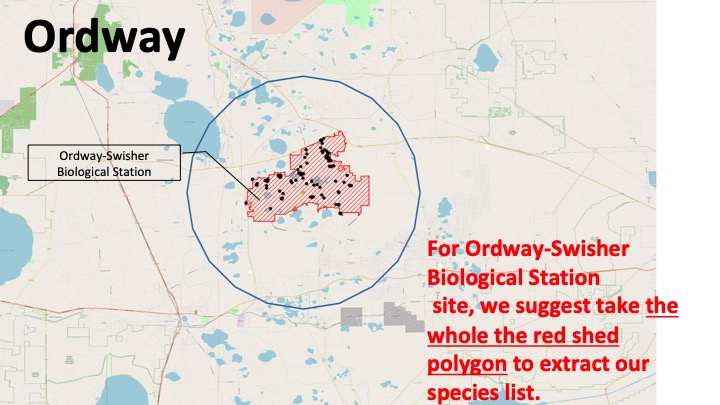 Ordway
Ordway-Swisher
Biological Station
For Ordway-Swisher
Biological Station
site, we suggest take the
whole the red shed
polygon to extract our
species list.